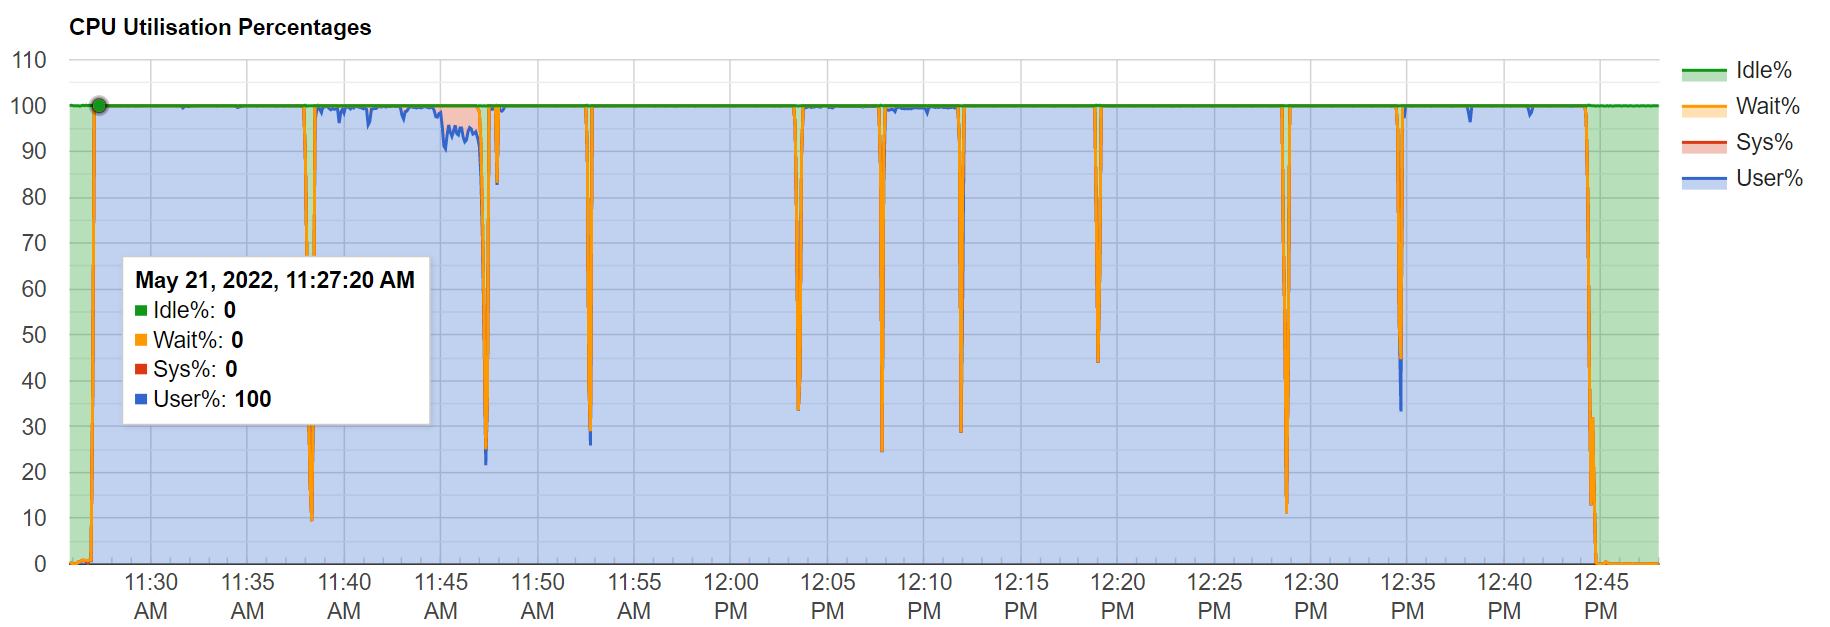 CPU Utilisation Percentages
110
100
90
80
70
60
50
40
30
20
10
0
Idle%
Wait%
Sys%
User%
May 21, 2022, 11:27:20 AM
Idle%: 0
Wait%: 0
Sys%: 0
User%: 100
11:30 AM
11:35 AM
11:40 AM
11:45 AM
11:50 AM
11:55 AM
12:00 PM
12:05 PM
12:10 PM
12:15 PM
12:20 PM
12:25 PM
12:30 PM
12:35 PM
12:40 PM
12:45 PM